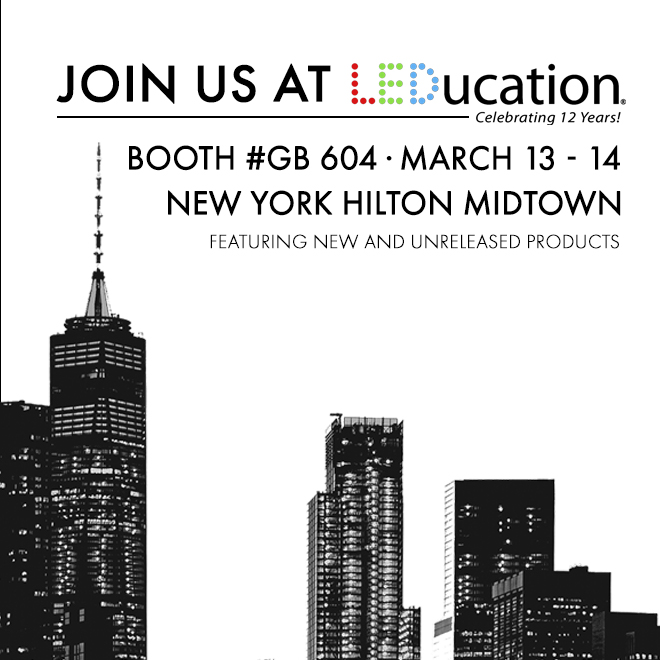 JOIN US AT LEDucation®
Celebrating 12 Years!
BOOTH #GB 604 · MARCH 13 - 14
NEW YORK HILTON MIDTOWN
FEATURING NEW AND UNRELEASED PRODUCTS